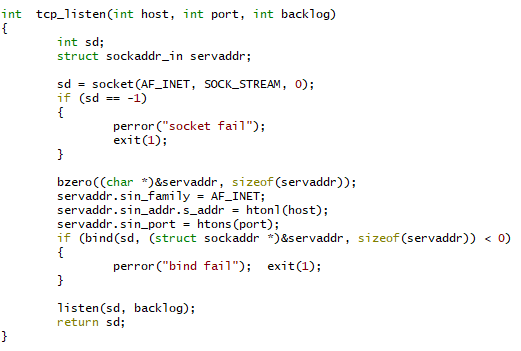 int  tcp_listen(int host, int port, int backlog)
{
        int sd;
        struct sockaddr_in servaddr;

        sd = socket(AF_INET, SOCK_STREAM, 0);
        if (sd == -1)
        {
                perror("socket fail");
                exit(1);
        }

        bzero((char *)&servaddr, sizeof(servaddr));
        servaddr.sin_family = AF_INET;
        servaddr.sin_addr.s_addr = htonl(host);
        servaddr.sin_port = htons(port);
        if (bind(sd, (struct sockaddr *)&servaddr, sizeof(servaddr)) < 0)
        {
                perror("bind fail");  exit(1);
        }

        listen(sd, backlog);
        return sd;
}